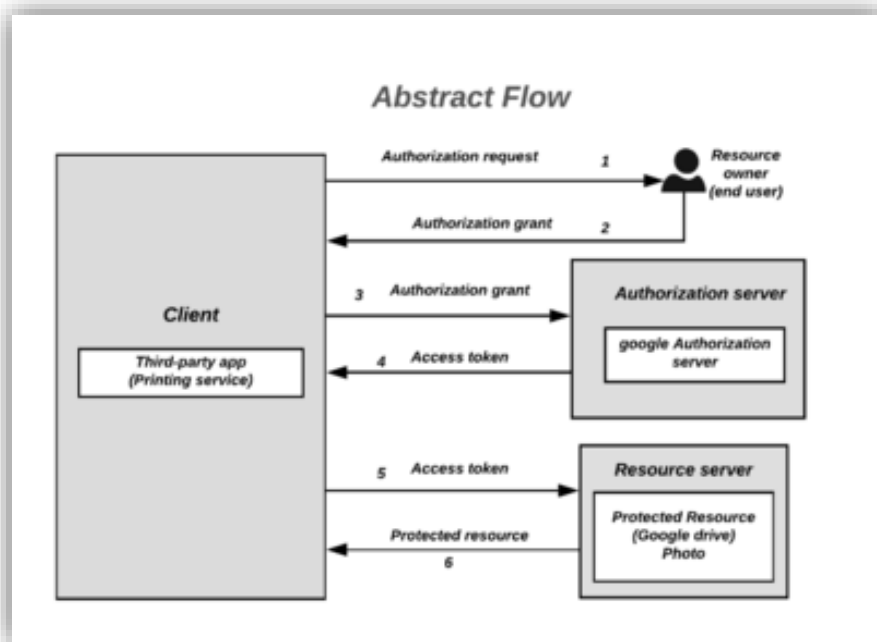 Abstract Flow
Authorization request 1
Resource
owner
(end user)
Authorization grant 2
3 Authorization grant
Authorization server
google Authorization
server
4 Access token
Client
Third-party app
(Printing service)
5 Access token
Resource server
Protected Resource
(Google drive)
Photo
Protected resource
6